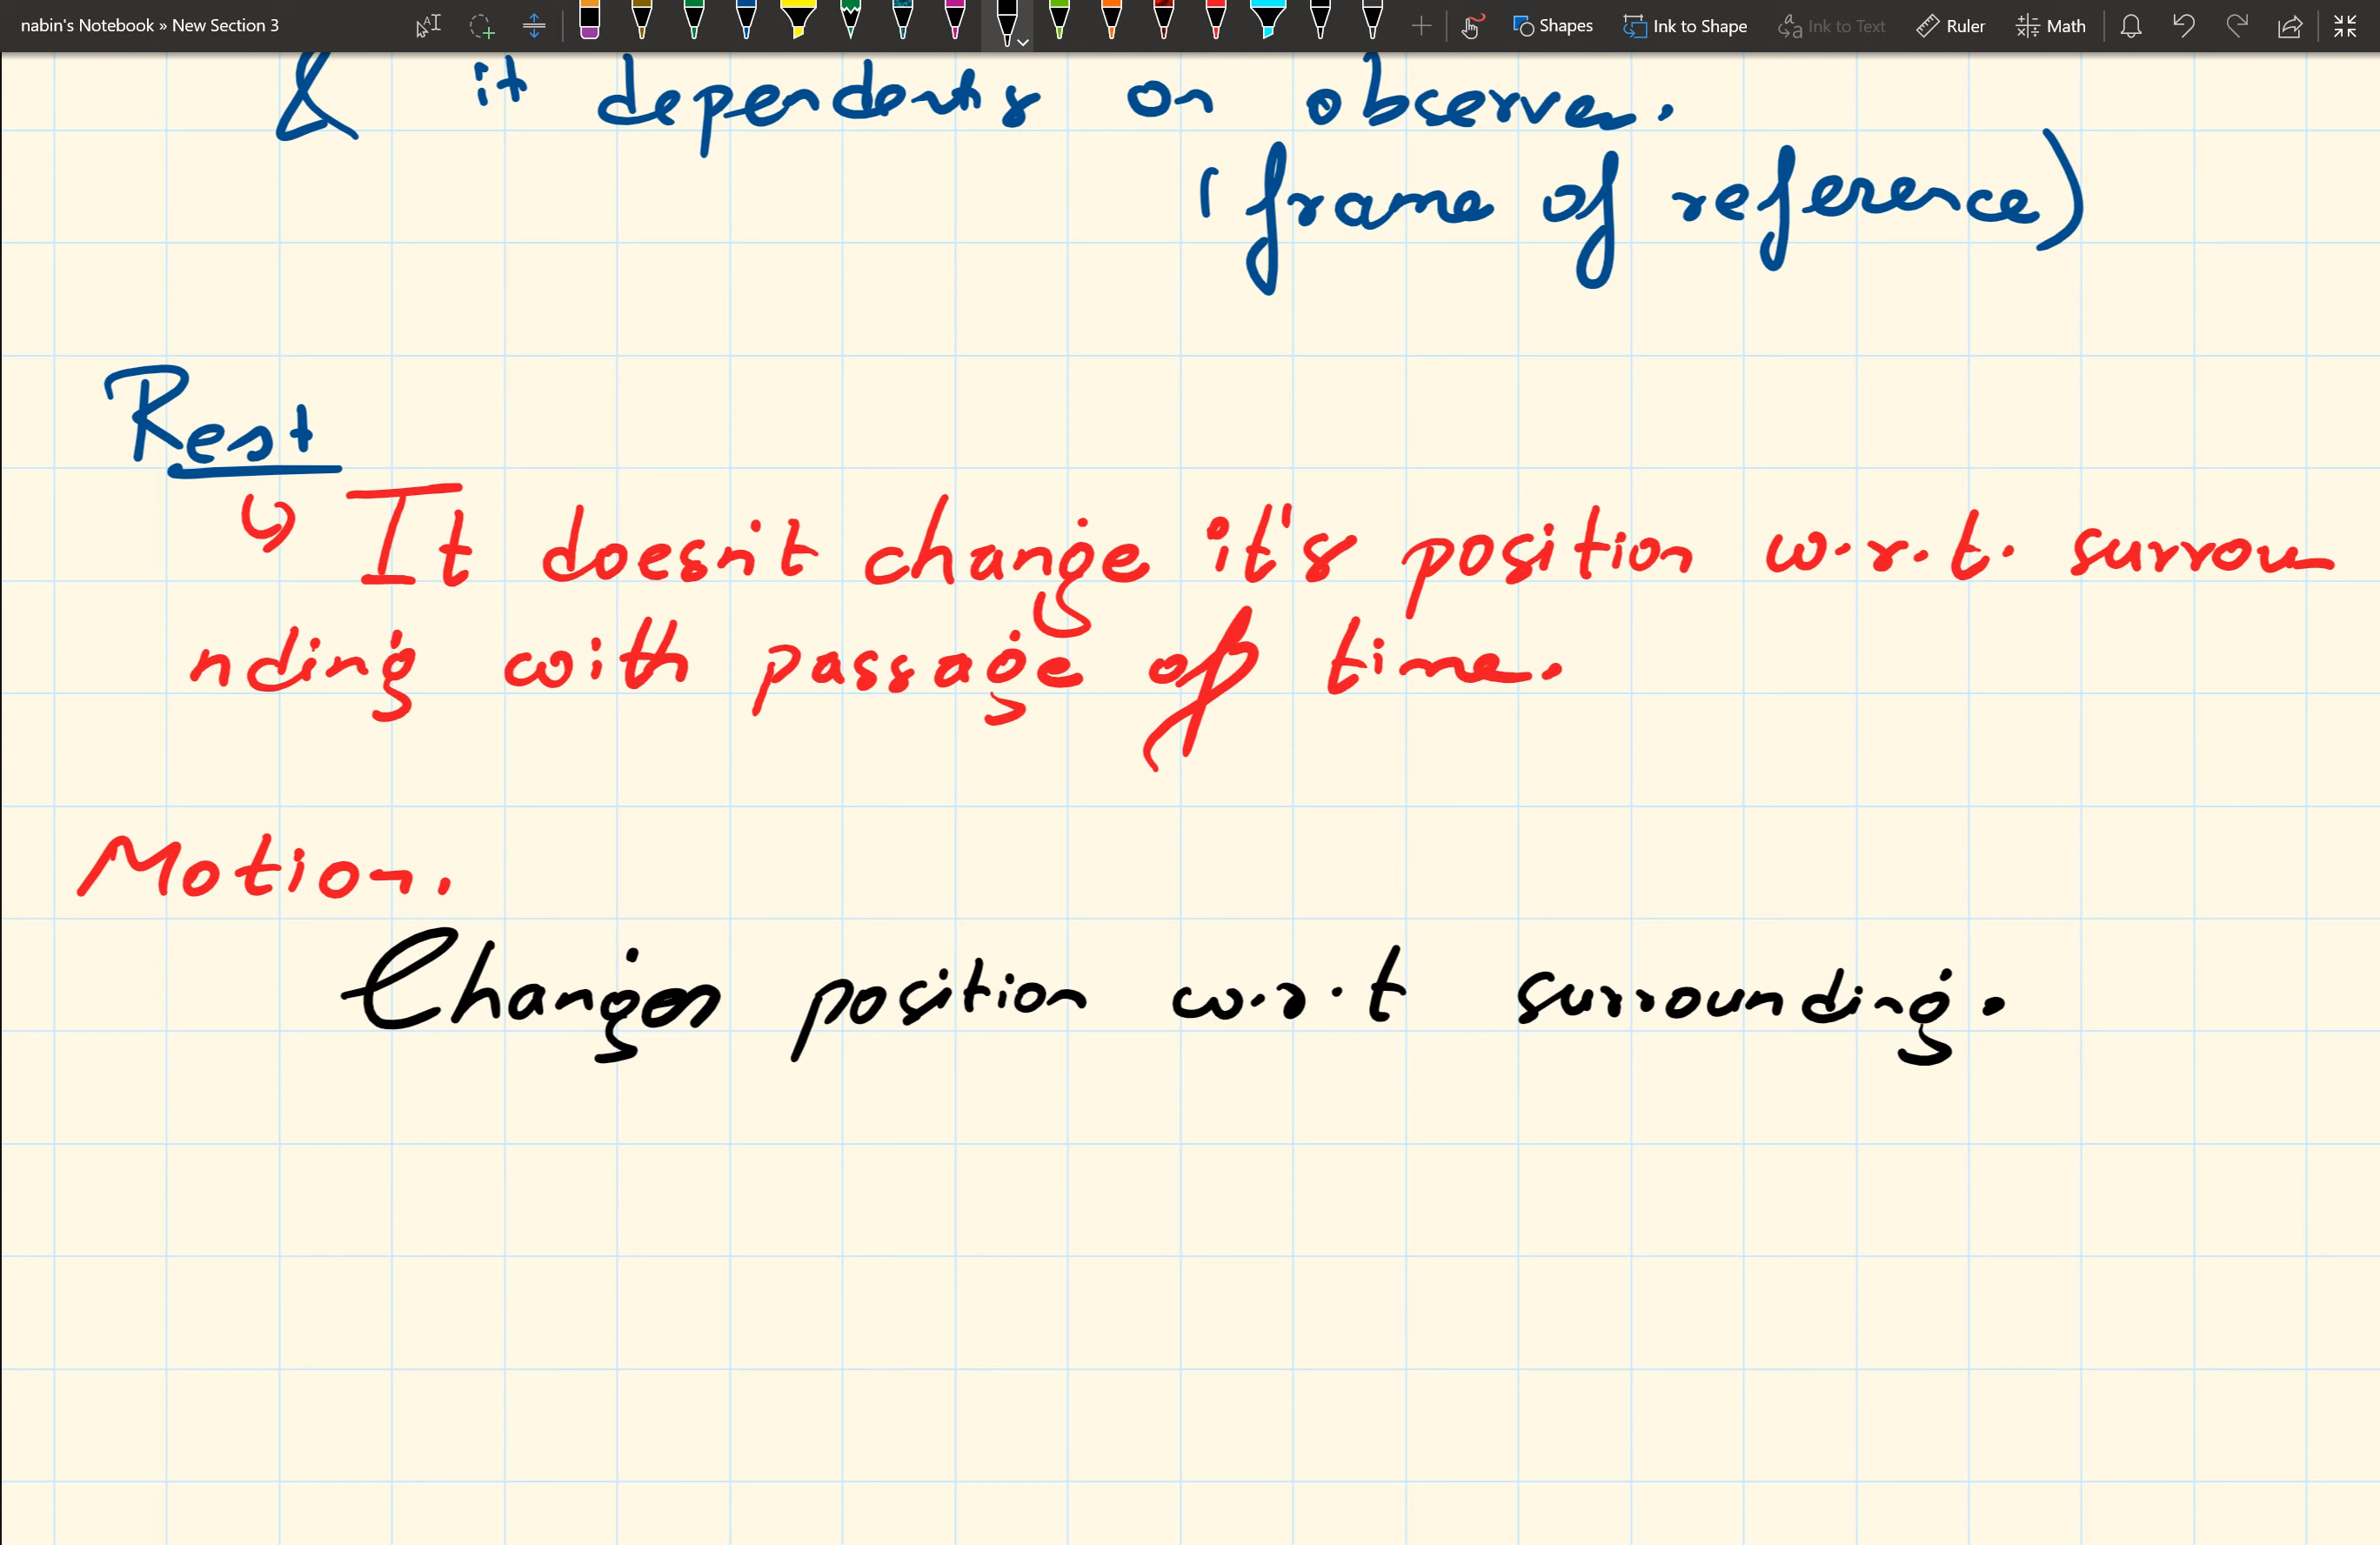 nabin's Notebook » New Section 3
Shapes
Ink to Shape
Ink to Text
Ruler
Math
& it dependents on observer.
(frame of reference)
Rest
↳ It doesn't change it's position w.r.t. surrou
nding with passage of time.
Motion.
Changes position w.r.t surrounding.